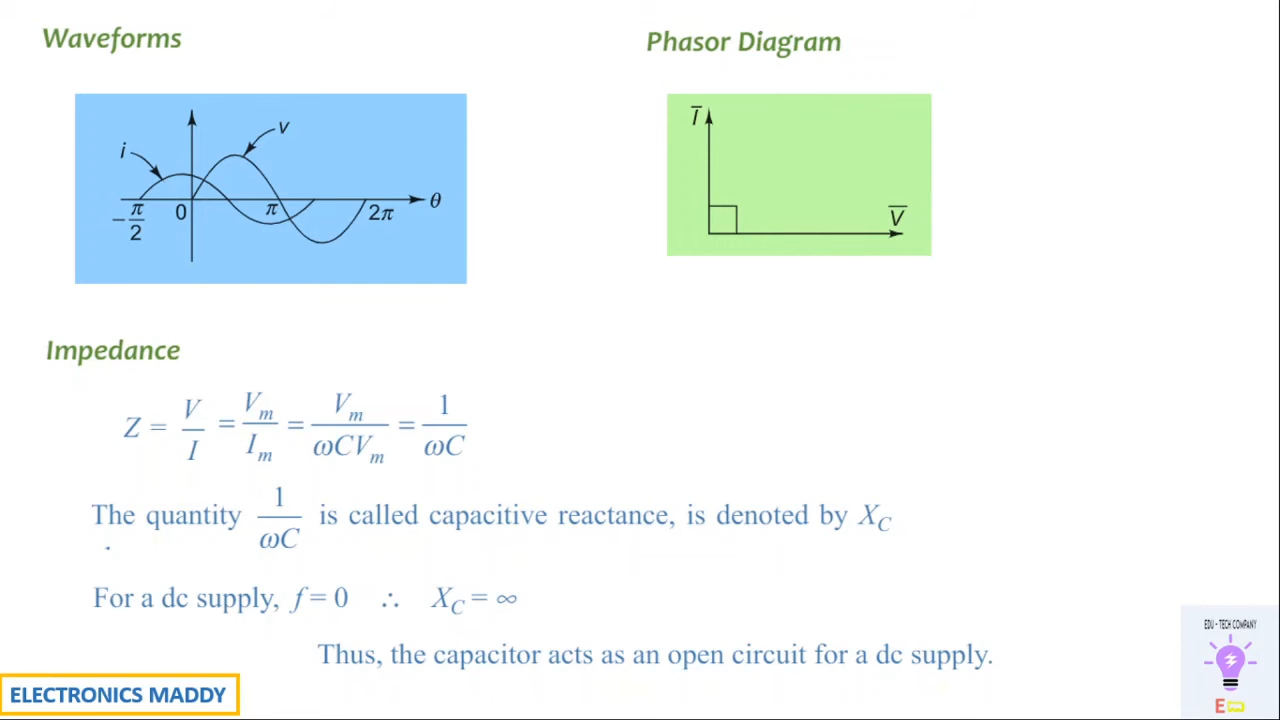 Waveforms
Phasor Diagram
i
v
θ
−π/2
0
π
2π
I̅
V̅
Impedance
Z = V/I = Vₘ/Iₘ = Vₘ/ωCVₘ = 1/ωC
The quantity 1/ωC is called capacitive reactance, is denoted by X_C
For a dc supply, f = 0 ∴ X_C = ∞
Thus, the capacitor acts as an open circuit for a dc supply.
ELECTRONICS MADDY
EDU - TECH COMPANY